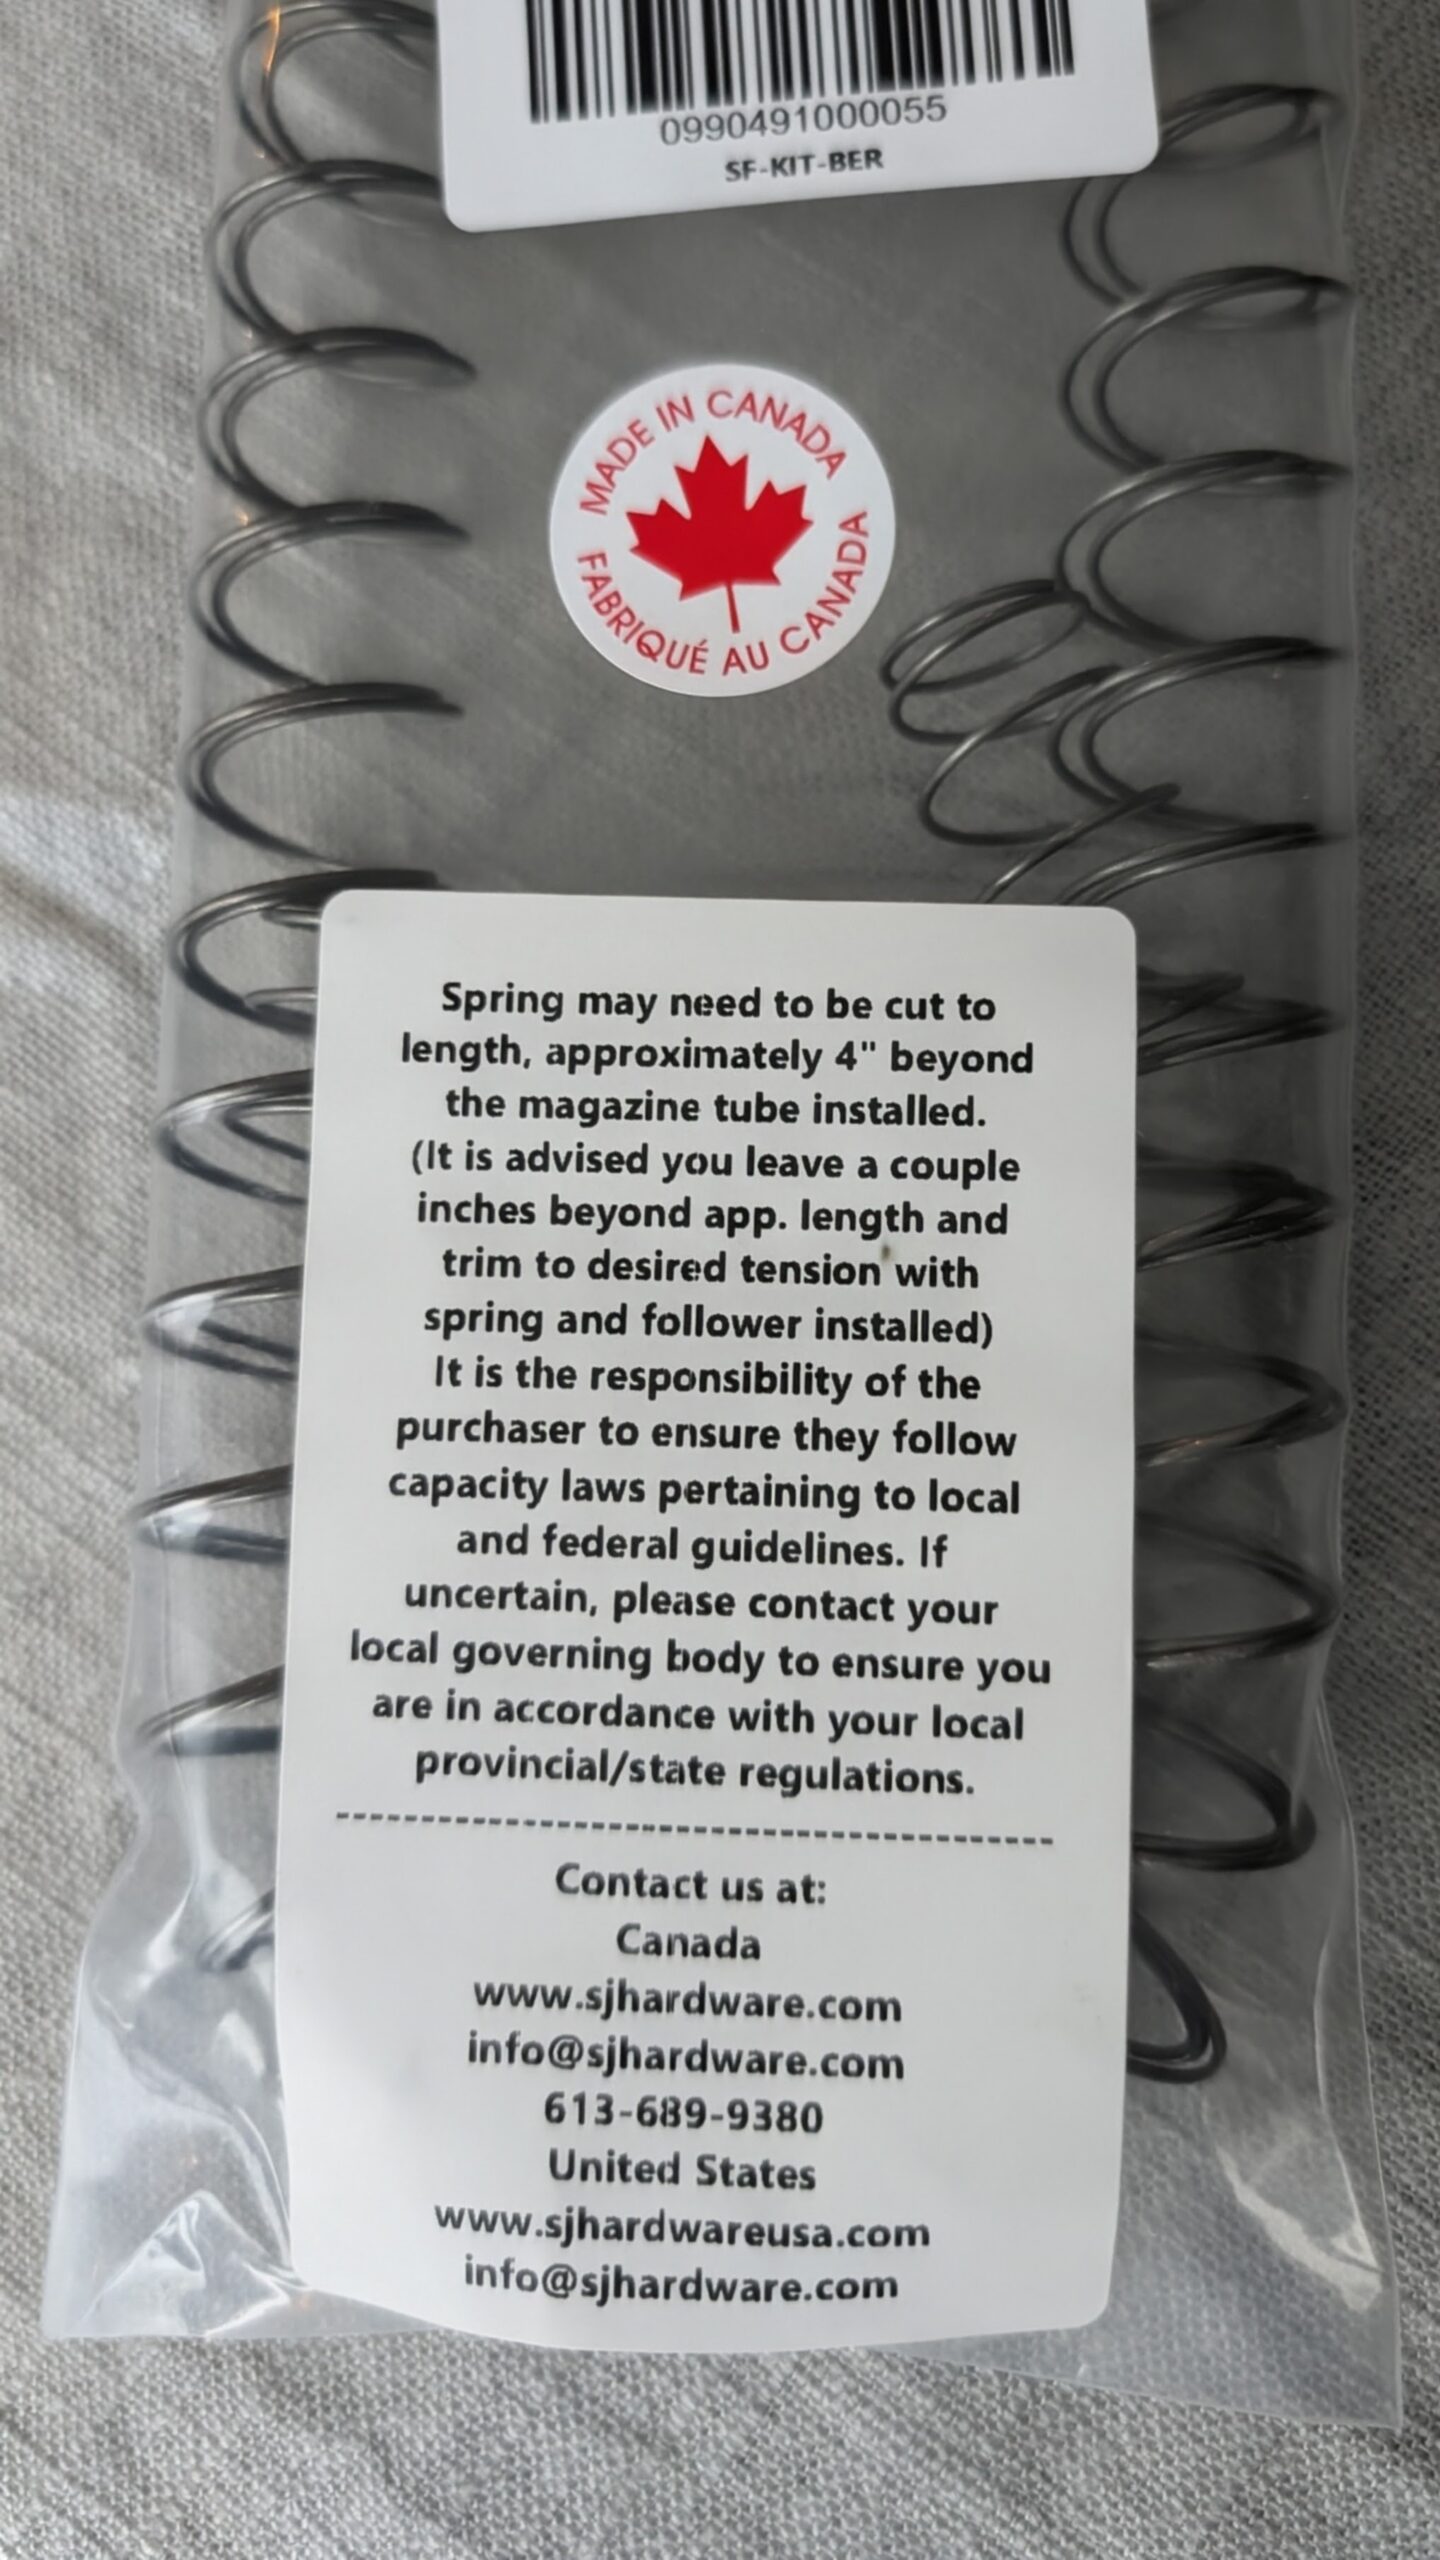 0990491000055
SF-KIT-BER
MADE IN CANADA
FABRIQUÉ AU CANADA
Spring may need to be cut to
length, approximately 4" beyond
the magazine tube installed.
(It is advised you leave a couple
inches beyond app. length and
trim to desired tension with
spring and follower installed)
It is the responsibility of the
purchaser to ensure they follow
capacity laws pertaining to local
and federal guidelines. If
uncertain, please contact your
local governing body to ensure you
are in accordance with your local
provincial/state regulations.
--------------------------------------------
Contact us at:
Canada
www.sjhardware.com
info@sjhardware.com
613-689-9380
United States
www.sjhardwareusa.com
info@sjhardware.com